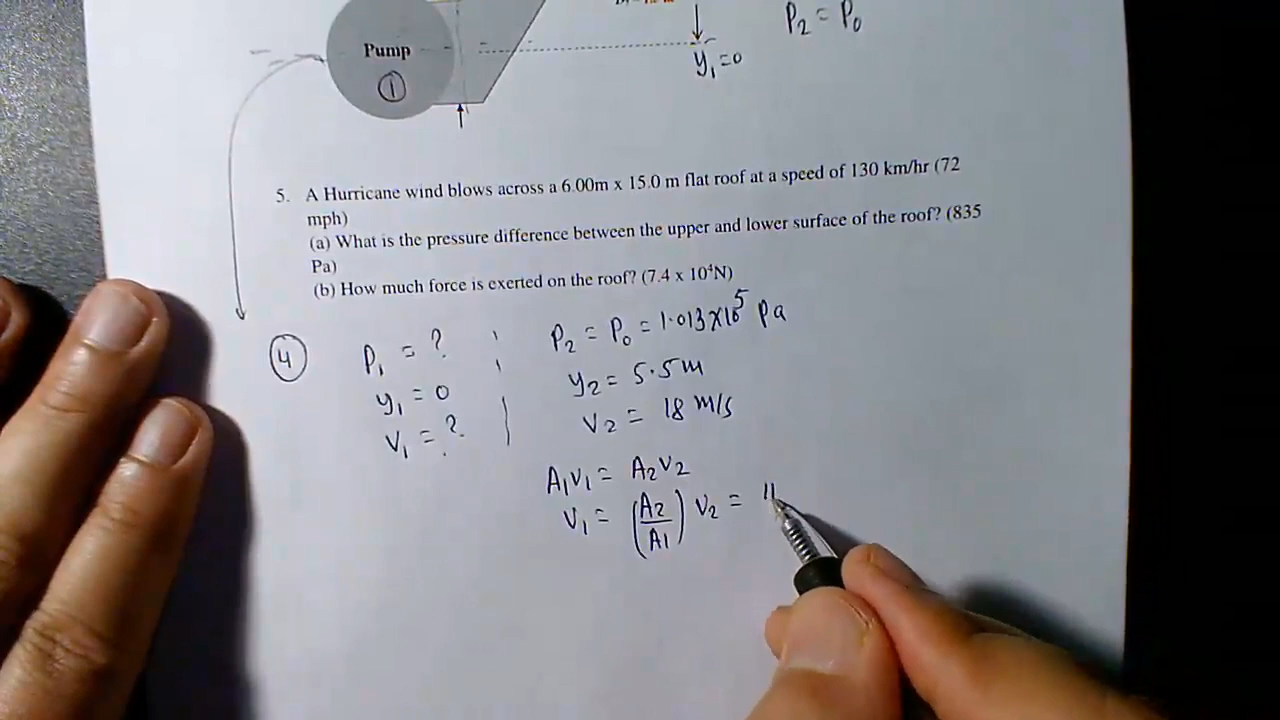 P₂ = P₀
Pump
①
y₁=0
5. A Hurricane wind blows across a 6.00m x 15.0 m flat roof at a speed of 130 km/hr (72
mph)
(a) What is the pressure difference between the upper and lower surface of the roof? (835
Pa)
(b) How much force is exerted on the roof? (7.4 x 10⁴N)
④ P₁ = ? P₂ = P₀ = 1.013×10⁵ Pa
y₁ = 0 y₂ = 5.5m
v₁ = ? v₂ = 18 m/s
A₁v₁ = A₂v₂
v₁ = (A₂/A₁) v₂ =